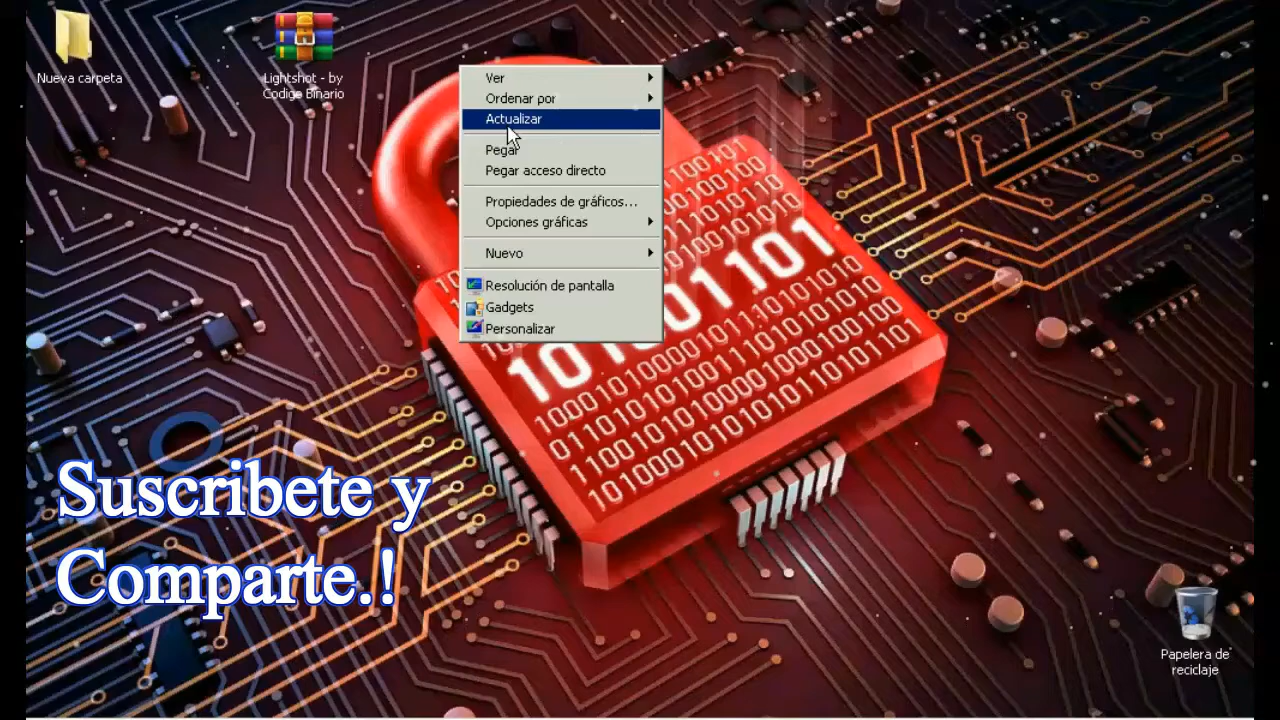 Nueva carpeta
Lightshot - by
Codigo Binario
Ver
Ordenar por
Actualizar
Pegar
Pegar acceso directo
Propiedades de gráficos...
Opciones gráficas
Nuevo
Resolución de pantalla
Gadgets
Personalizar
Suscribete y
Comparte.!
Papelera de
reciclaje